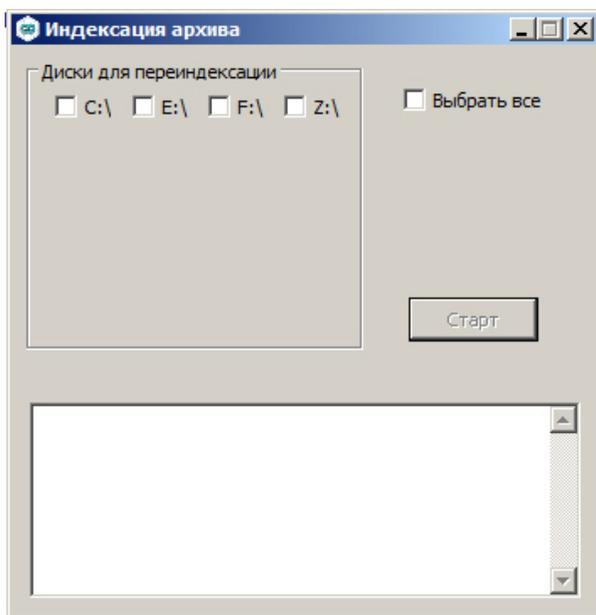 Индексация архива
Диски для переиндексации
C:\ E:\ F:\ Z:\
Выбрать все
Старт